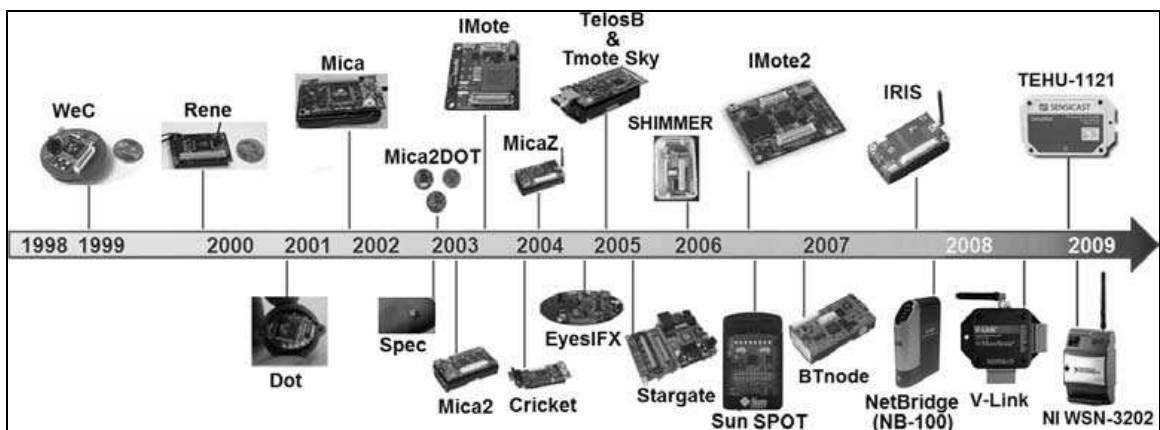 TelosB
&
Tmote Sky
IMote
Mica
IMote2
WeC
Rene
TEHU-1121
IRIS
SENSICAST
SHIMMER
MicaZ
Mica2DOT
1998 1999 2000 2001 2002 2003 2004 2005 2006 2007 2008 2009
Dot
Spec
Mica2
Cricket
EyesIFX
Stargate
Sun SPOT
BTnode
NetBridge
(NB-100)
V-Link
V-Link
NI WSN-3202